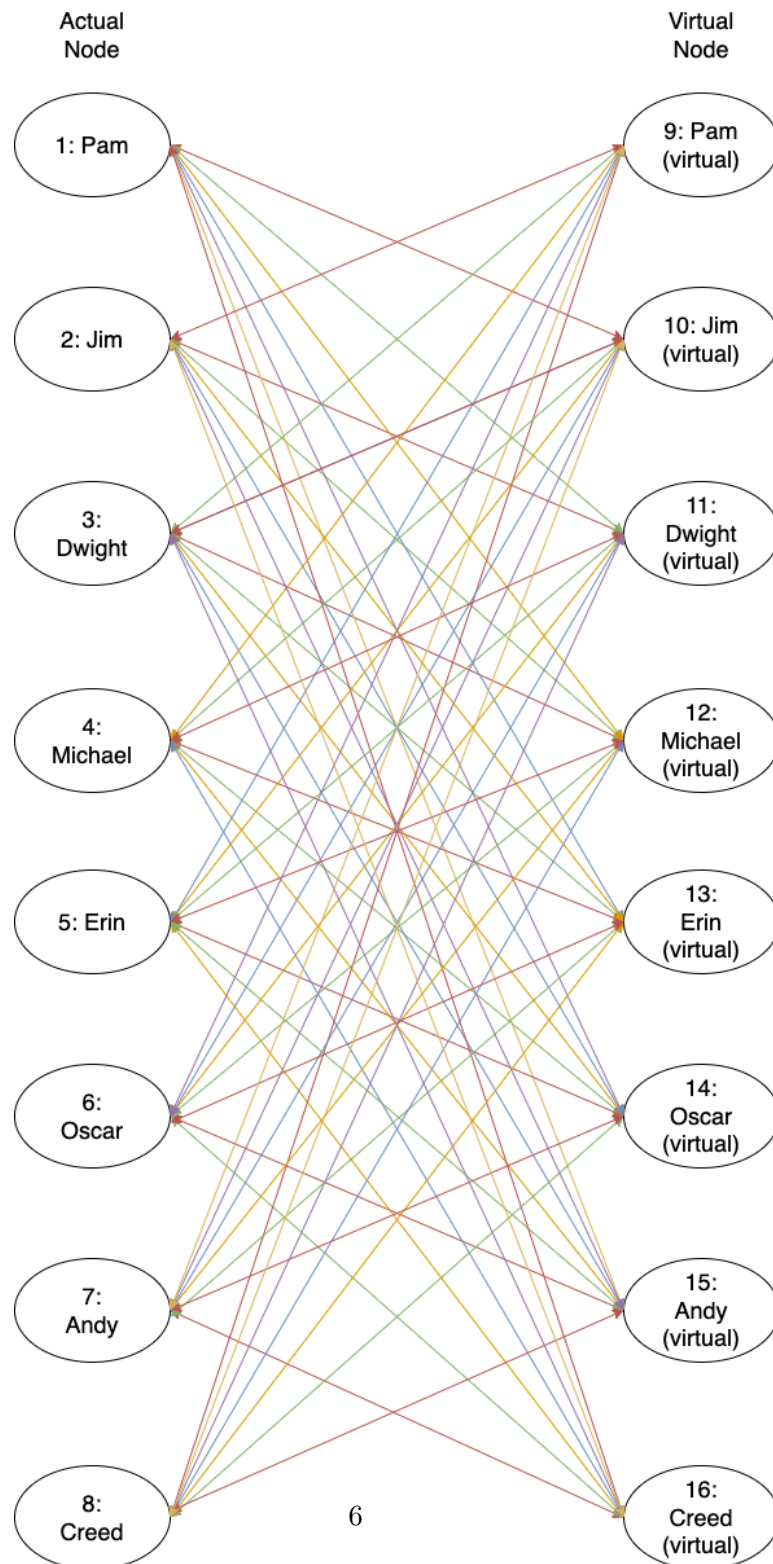 Actual
Node
Virtual
Node
1: Pam
9: Pam
(virtual)
2: Jim
10: Jim
(virtual)
3:
Dwight
11:
Dwight
(virtual)
4:
Michael
12:
Michael
(virtual)
5: Erin
13:
Erin
(virtual)
6:
Oscar
14:
Oscar
(virtual)
7:
Andy
15:
Andy
(virtual)
8:
Creed
16:
Creed
(virtual)
6